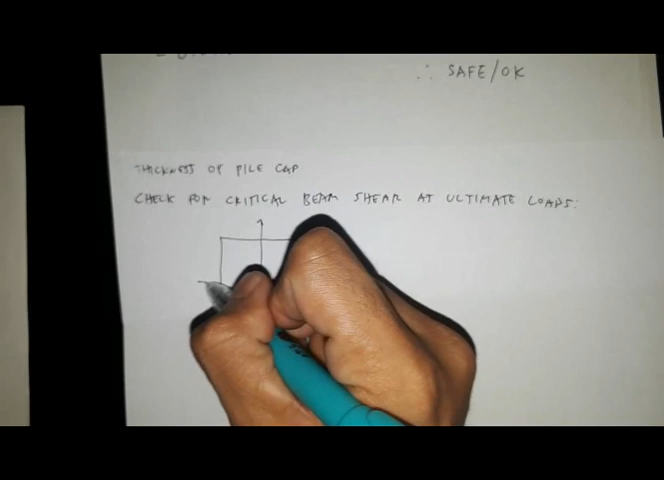 ∴ SAFE/OK
THICKNESS OF PILE CAP
CHECK FOR CRITICAL BEAM SHEAR AT ULTIMATE LOADS: